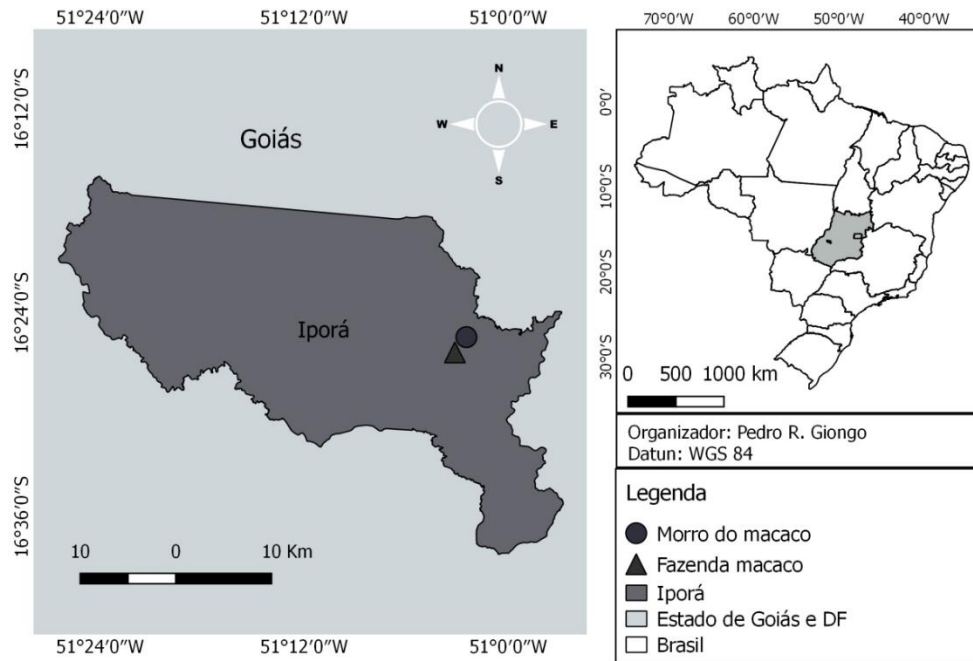 51°24'0"W 51°12'0"W 51°0'0"W
70°0'W 60°0'W 50°0'W 40°0'W
16°12'0"S
16°24'0"S
16°36'0"S
Goiás
N
W E
S
Iporá
10 0 10 Km
51°24'0"W 51°12'0"W 51°0'0"W
0°0'
10°0'S
20°0'S
30°0'S
0 500 1000 km
Organizador: Pedro R. Giongo
Datun: WGS 84
Legenda
Morro do macaco
Fazenda macaco
Iporá
Estado de Goiás e DF
Brasil